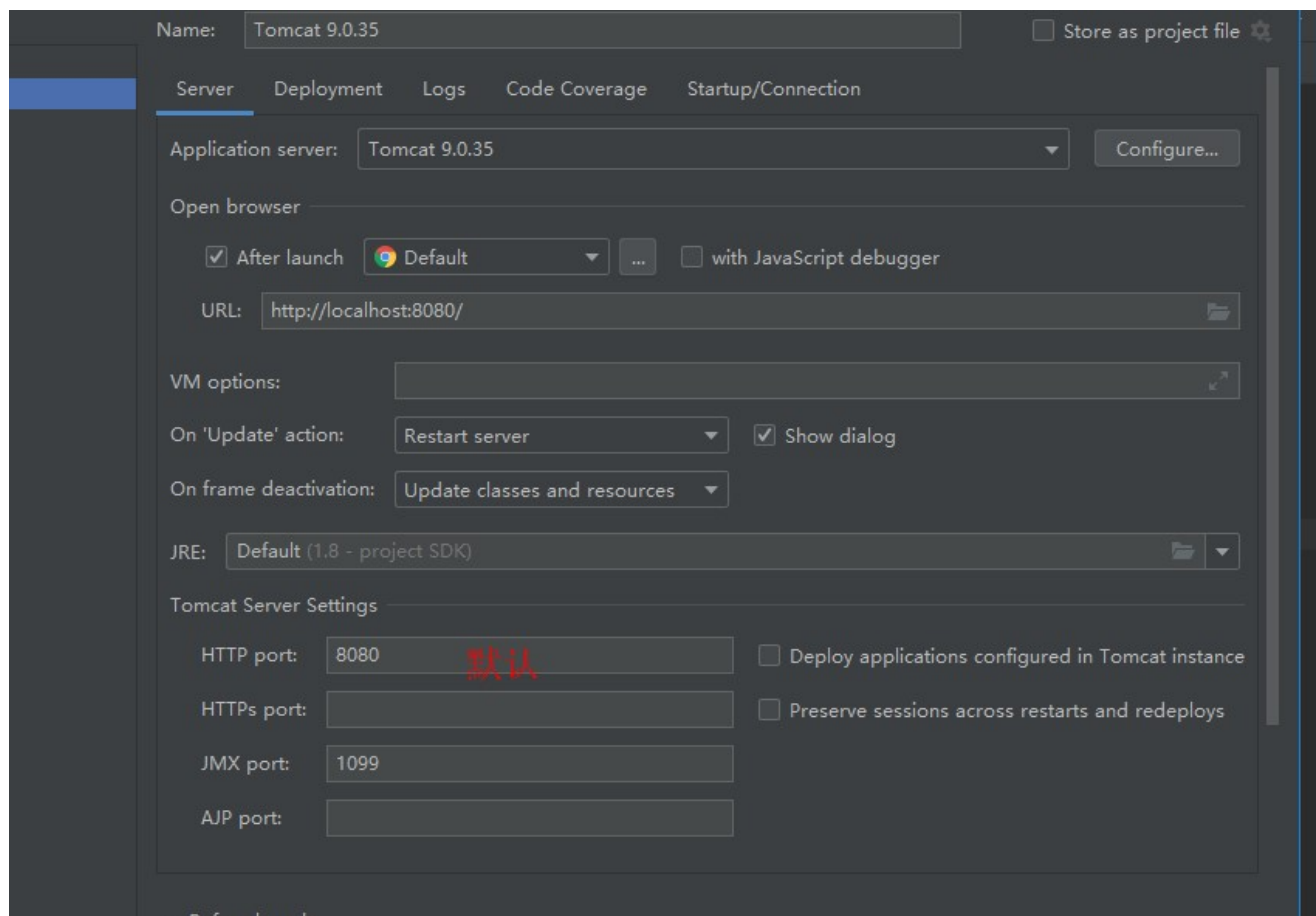 Name: Tomcat 9.0.35 Store as project file
Server Deployment Logs Code Coverage Startup/Connection
Application server: Tomcat 9.0.35 Configure...
Open browser
After launch Default ... with JavaScript debugger
URL: http://localhost:8080/
VM options:
On 'Update' action: Restart server Show dialog
On frame deactivation: Update classes and resources
JRE: Default (1.8 - project SDK)
Tomcat Server Settings
HTTP port: 8080 默认 Deploy applications configured in Tomcat instance
HTTPs port: Preserve sessions across restarts and redeploys
JMX port: 1099
AJP port: